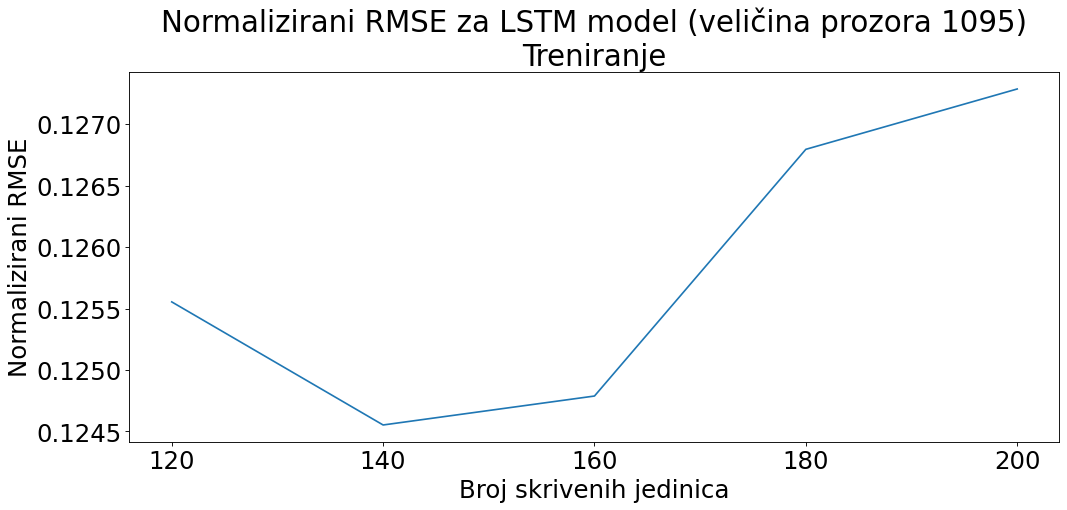 Normalizirani RMSE za LSTM model (veličina prozora 1095)
Treniranje
Normalizirani RMSE
0.1270
0.1265
0.1260
0.1255
0.1250
0.1245
120 140 160 180 200
Broj skrivenih jedinica